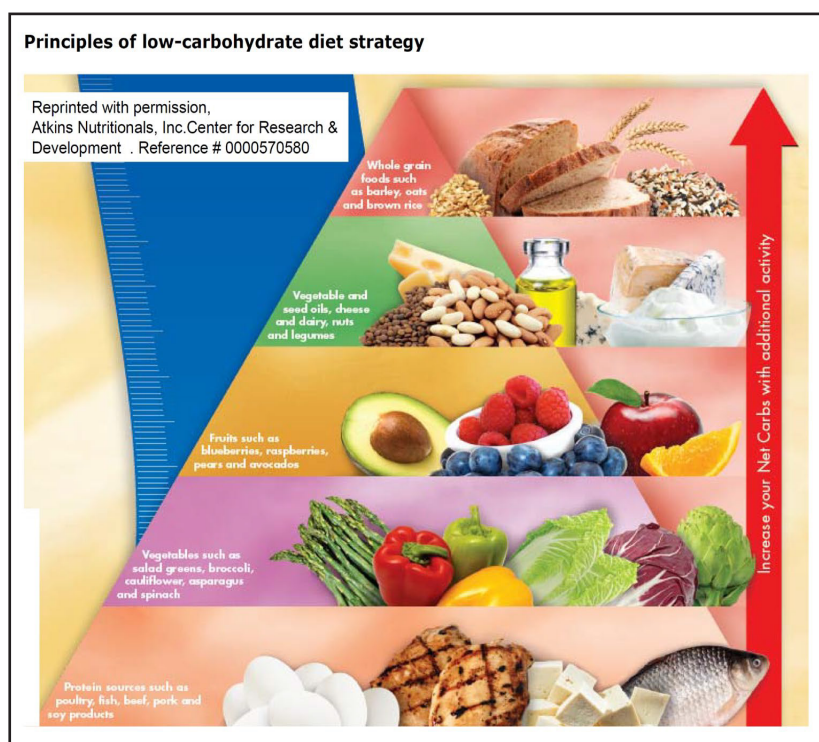 Principles of low-carbohydrate diet strategy
Reprinted with permission,
Atkins Nutritionals, Inc.Center for Research &
Development . Reference # 0000570580
Whole grain
foods such
as barley, oats
and brown rice
Vegetable and
seed oils, cheese
and dairy, nuts
and legumes
Fruits such as
blueberries, raspberries,
pears and avocados
Vegetables such as
salad greens, broccoli,
cauliflower, asparagus
and spinach
Protein sources such as
poultry, fish, beef, pork and
soy products
Increase your Net Carbs with additional activity